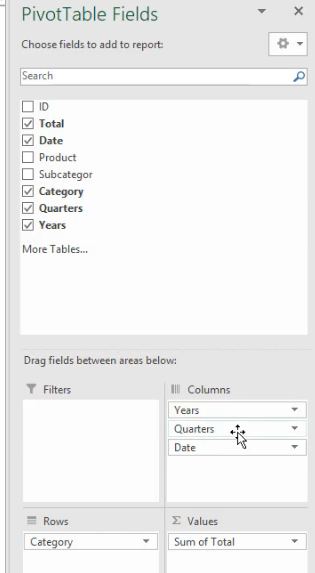 PivotTable Fields
Choose fields to add to report:
Search
ID
Total
Date
Product
Subcategor
Category
Quarters
Years
More Tables...
Drag fields between areas below:
Filters
Columns
Years
Quarters
Date
Rows
Σ Values
Category
Sum of Total